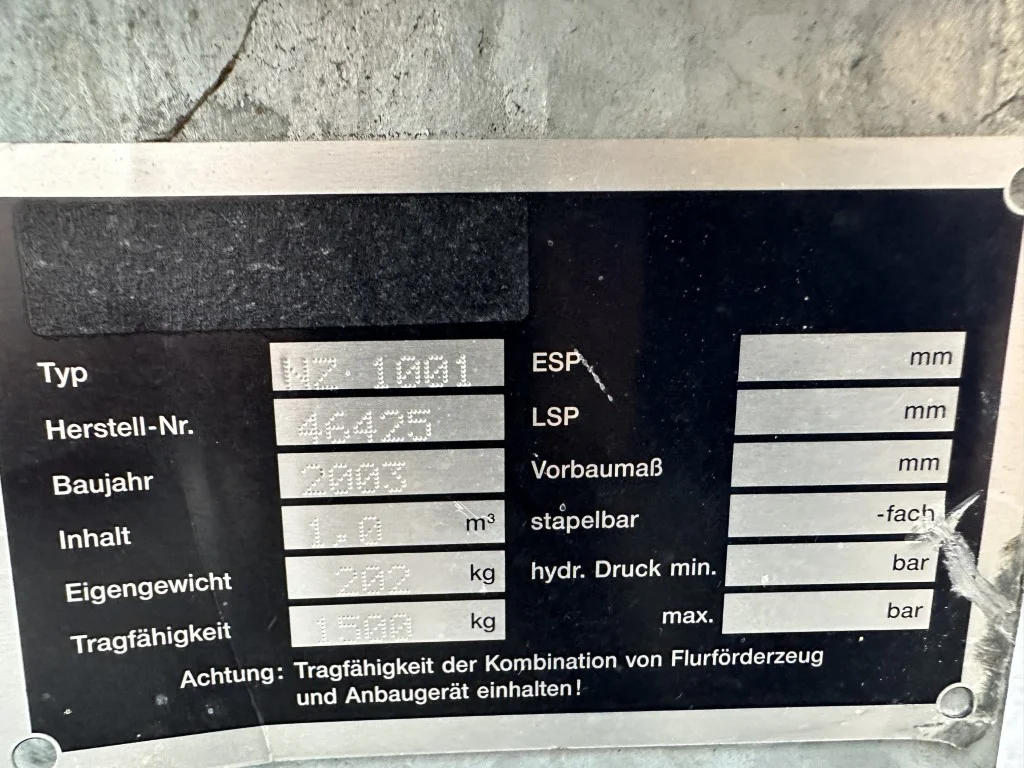 Typ NZ 1001
Herstell-Nr. 46425
Baujahr 2003
Inhalt 1.0 m³
Eigengewicht 202 kg
Tragfähigkeit 1500 kg
ESP mm
LSP mm
Vorbaumaß mm
stapelbar -fach
hydr. Druck min. bar
max. bar
Achtung: Tragfähigkeit der Kombination von Flurförderzeug
und Anbaugerät einhalten!